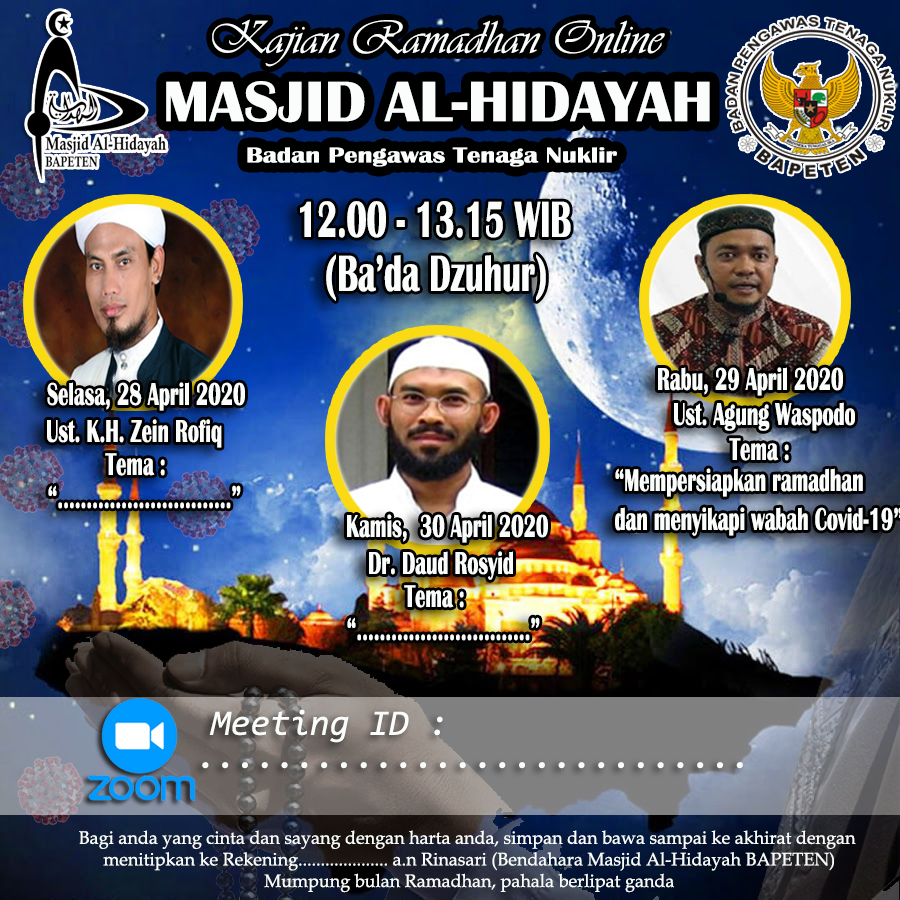 Kajian Ramadhan Online
MASJID AL-HIDAYAH
Badan Pengawas Tenaga Nuklir
Masjid Al-Hidayah
BAPETEN
BADAN PENGAWAS TENAGA NUKLIR
BAPETEN
12.00 - 13.15 WIB
(Ba'da Dzuhur)
Selasa, 28 April 2020
Ust. K.H. Zein Rofiq
Tema :
“..............................”
Kamis, 30 April 2020
Dr. Daud Rosyid
Tema :
“..............................”
Rabu, 29 April 2020
Ust. Agung Waspodo
Tema :
“Mempersiapkan ramadhan
dan menyikapi wabah Covid-19”
zoom
Meeting ID :
................................
Bagi anda yang cinta dan sayang dengan harta anda, simpan dan bawa sampai ke akhirat dengan
menitipkan ke Rekening.................... a.n Rinasari (Bendahara Masjid Al-Hidayah BAPETEN)
Mumpung bulan Ramadhan, pahala berlipat ganda